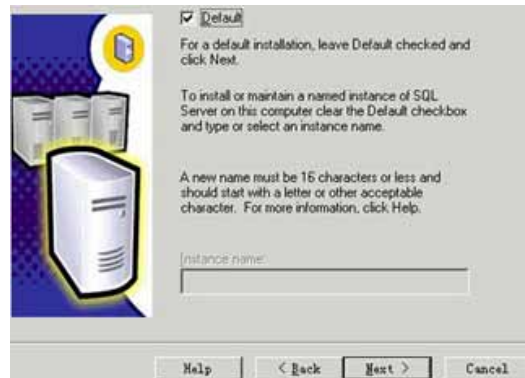 Default
For a default installation, leave Default checked and
click Next.
To install or maintain a named instance of SQL
Server on this computer clear the Default checkbox
and type or select an instance name.
A new name must be 16 characters or less and
should start with a letter or other acceptable
character. For more information, click Help.
Instance name:
Help
< Back
Next >
Cancel